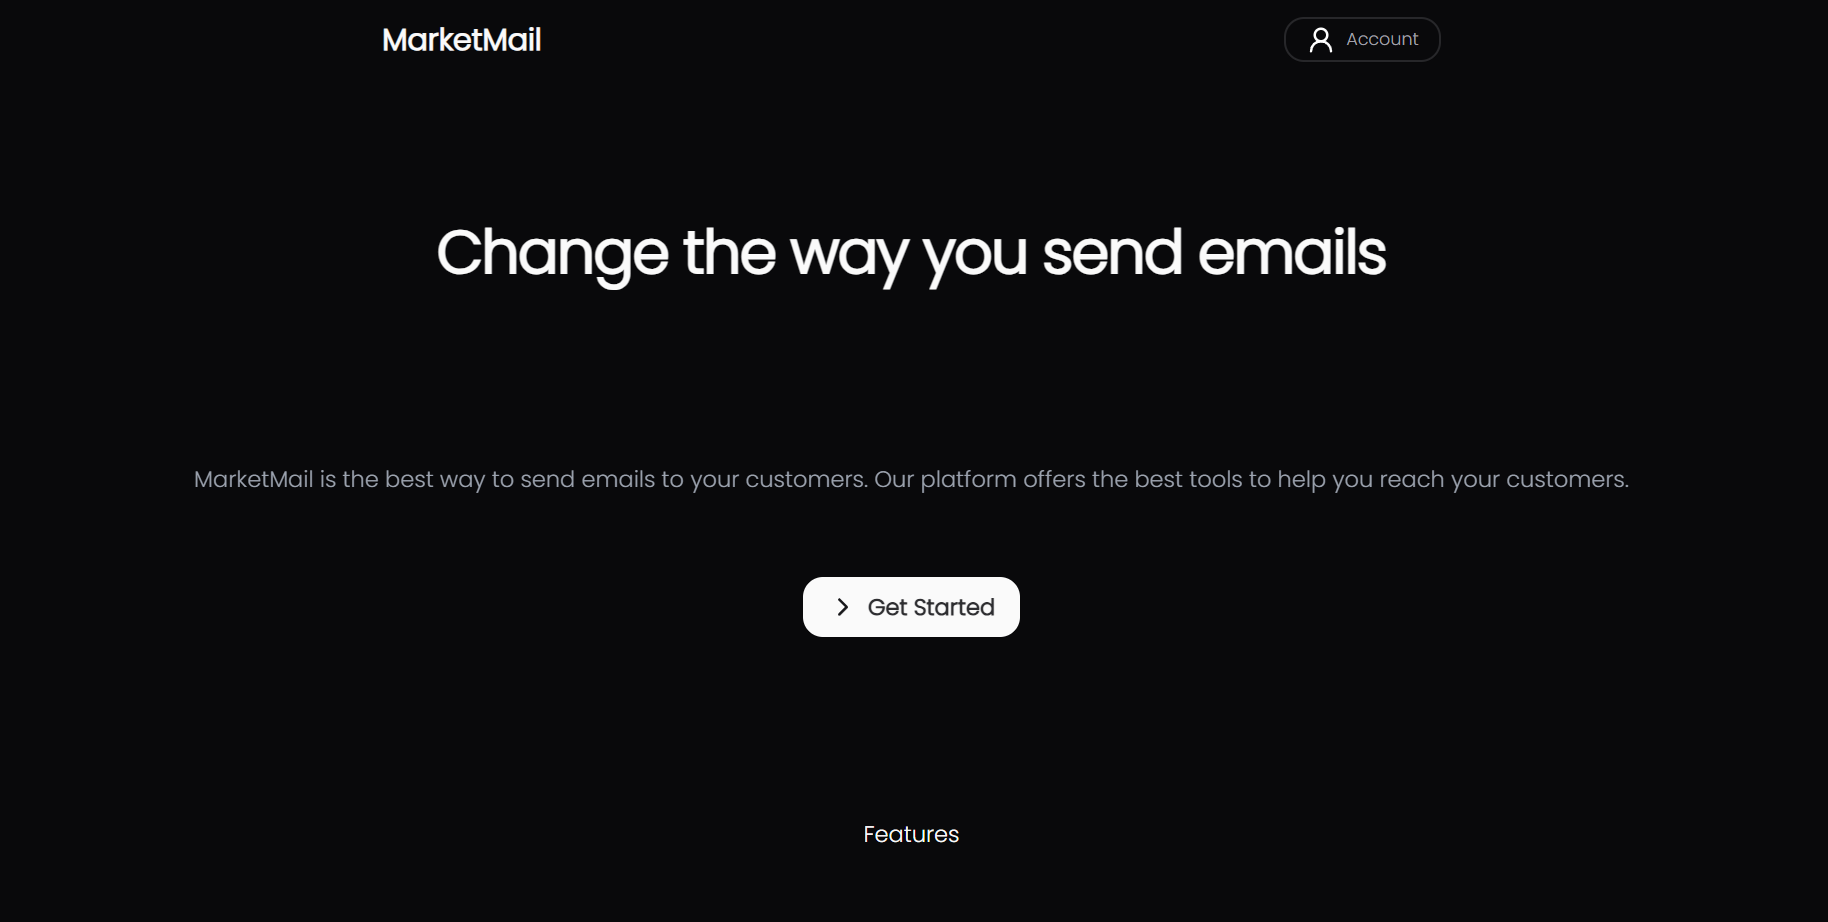 MarketMail
Account
Change the way you send emails
MarketMail is the best way to send emails to your customers. Our platform offers the best tools to help you reach your customers.
Get Started
Features